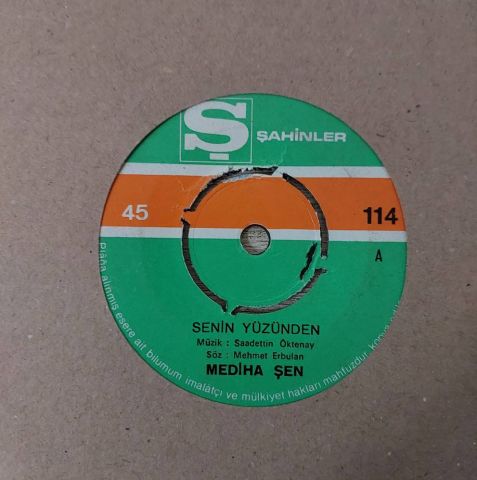 Ş ŞAHİNLER
45 114
A
SENİN YÜZÜNDEN
Müzik : Saadettin Öktenay
Söz : Mehmet Erbulan
MEDİHA ŞEN
Plâğa alınmış esere ait bilumum imalâtçı ve mülkiyet hakları mahfuzdur,